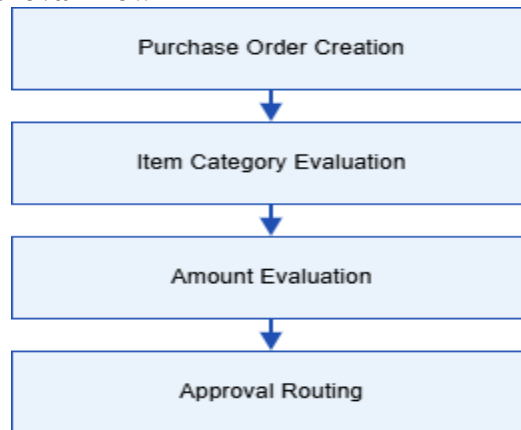 Purchase Order Creation
Item Category Evaluation
Amount Evaluation
Approval Routing